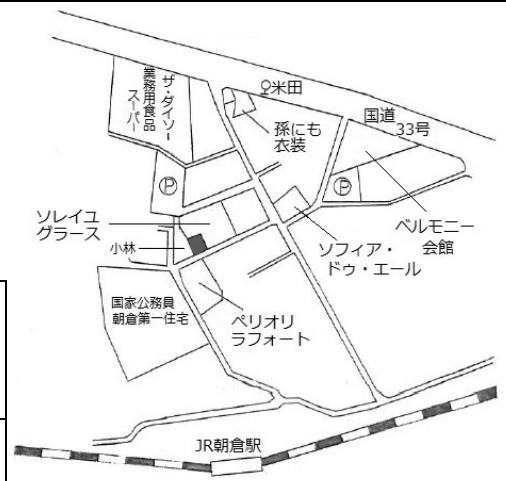 ザ・ダイソー
業務用食品
スーパー
米田
孫にも
衣装
国道
33号
Ⓟ
Ⓟ
ソレイユ
グラース
小林
ベルモニー
会館
ソフィア・
ドゥ・エール
国家公務員
朝倉第一住宅
ペリオリ
ラフォート
JR朝倉駅